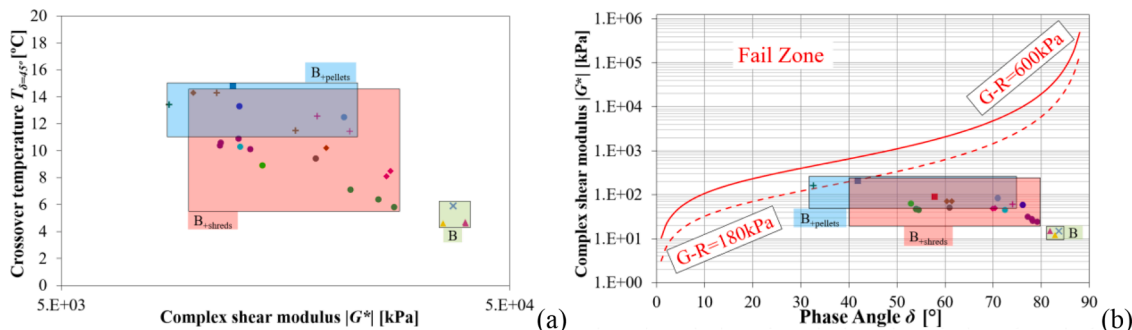 Crossover temperature Tδ=45° [°C]
20
18
16
14
12
10
8
6
4
2
0
B+pellets
B+shreds
B
5.E+03
5.E+04
Complex shear modulus |G*| [kPa]
(a)
Complex shear modulus |G*| [kPa]
1.E+06
1.E+05
1.E+04
1.E+03
1.E+02
1.E+01
1.E+00
Fail Zone
G-R=600kPa
G-R=180kPa
B+pellets
B+shreds
B
0 10 20 30 40 50 60 70 80 90
Phase Angle δ [°]
(b)